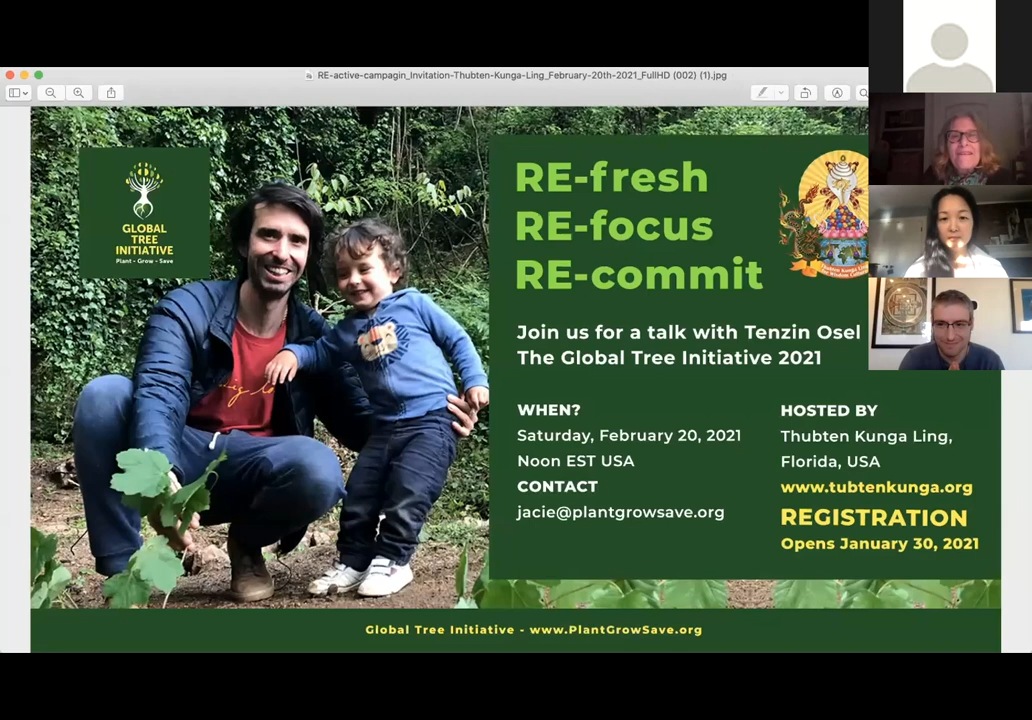 RE-active-campagin_Invitation-Thubten-Kunga-Ling_February-20th-2021_FullHD (002) (1).jpg
GLOBAL
TREE
INITIATIVE
Plant - Grow - Save
RE-fresh
RE-focus
RE-commit
Thubten Kunga Ling
Join us for a talk with Tenzin Osel
The Global Tree Initiative 2021
WHEN?
Saturday, February 20, 2021
Noon EST USA
CONTACT
jacie@plantgrowsave.org
HOSTED BY
Thubten Kunga Ling,
Florida, USA
www.tubtenkunga.org
REGISTRATION
Opens January 30, 2021
Global Tree Initiative - www.PlantGrowSave.org